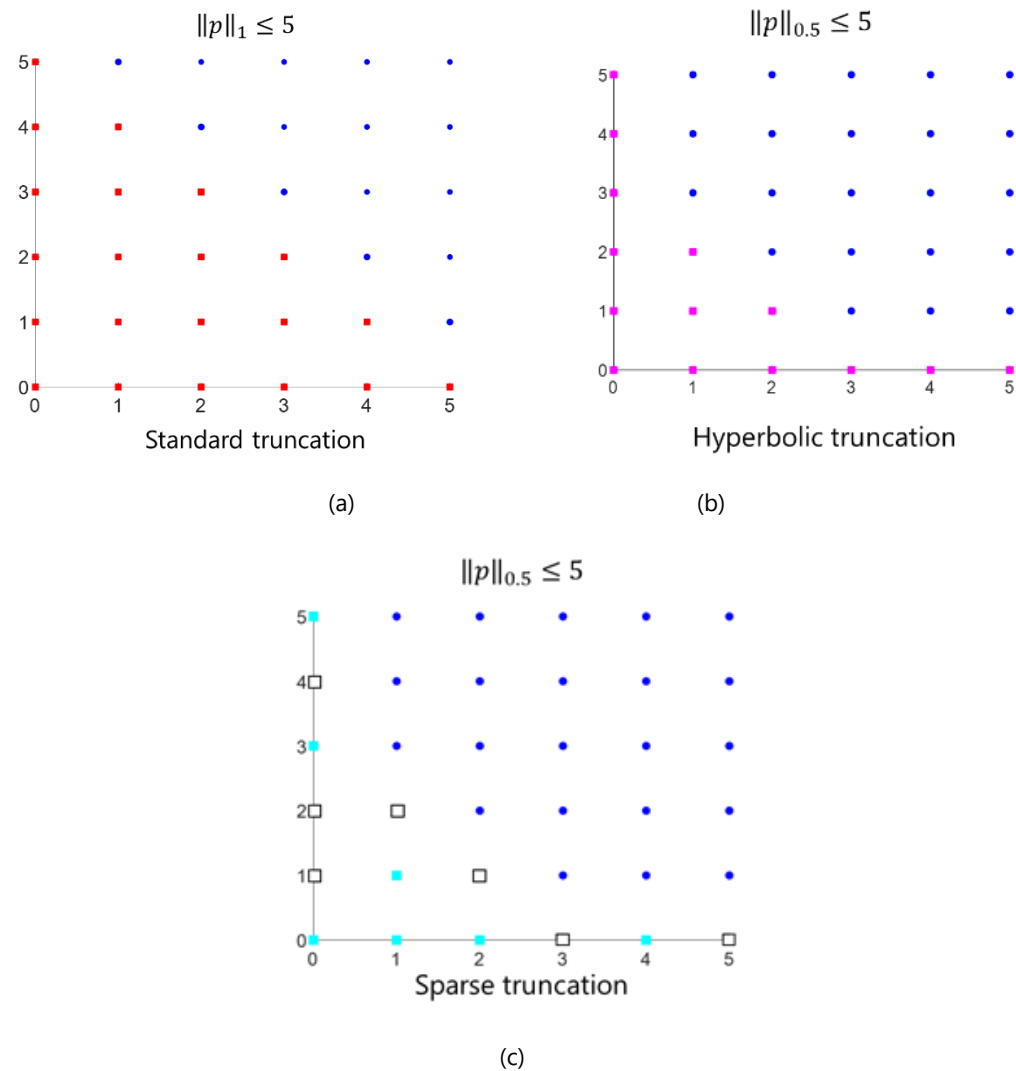 ‖p‖₁ ≤ 5
5
4
3
2
1
0
0 1 2 3 4 5
Standard truncation
(a)
‖p‖₀.₅ ≤ 5
5
4
3
2
1
0
0 1 2 3 4 5
Hyperbolic truncation
(b)
‖p‖₀.₅ ≤ 5
5
4
3
2
1
0
0 1 2 3 4 5
Sparse truncation
(c)